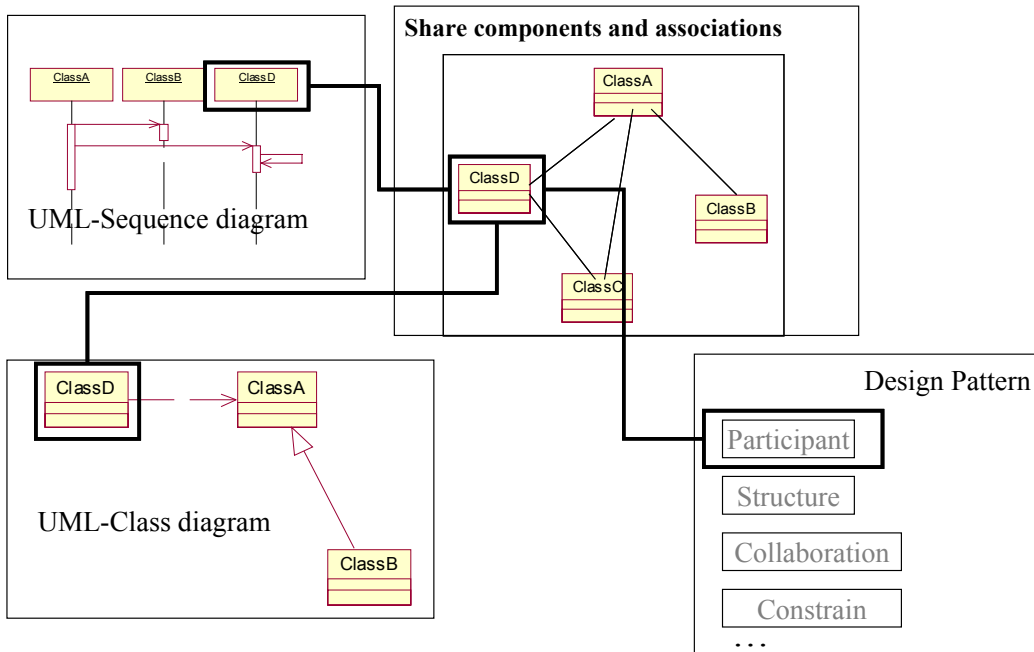 ClassA
ClassB
ClassD
UML-Sequence diagram
Share components and associations
ClassA
ClassD
ClassB
ClassC
ClassD
ClassA
UML-Class diagram
ClassB
Design Pattern
Participant
Structure
Collaboration
Constrain
...